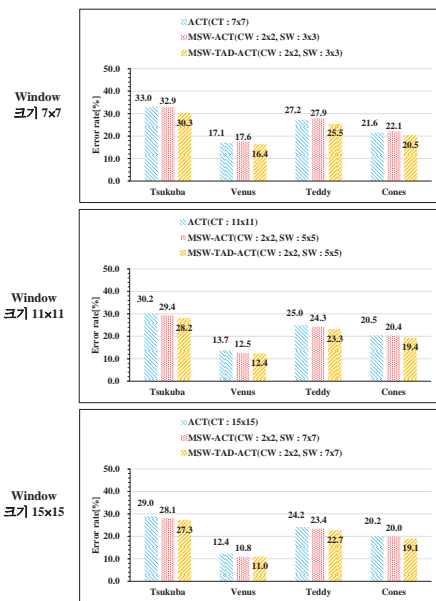 Window
크기 7×7
ACT(CT : 7x7)
MSW-ACT(CW : 2x2, SW : 3x3)
MSW-TAD-ACT(CW : 2x2, SW : 3x3)
Error rate[%]
50.0
40.0
30.0
20.0
10.0
0.0
33.0 32.9 30.3
17.1 17.6 16.4
27.2 27.9 25.5
21.6 22.1 20.5
Tsukuba Venus Teddy Cones
Window
크기 11×11
ACT(CT : 11x11)
MSW-ACT(CW : 2x2, SW : 5x5)
MSW-TAD-ACT(CW : 2x2, SW : 5x5)
Error rate[%]
50.0
40.0
30.0
20.0
10.0
0.0
30.2 29.4 28.2
13.7 12.5 12.4
25.0 24.3 23.3
20.5 20.4 19.4
Tsukuba Venus Teddy Cones
Window
크기 15×15
ACT(CT : 15x15)
MSW-ACT(CW : 2x2, SW : 7x7)
MSW-TAD-ACT(CW : 2x2, SW : 7x7)
Error rate[%]
50.0
40.0
30.0
20.0
10.0
0.0
29.0 28.1 27.3
12.4 10.8 11.0
24.2 23.4 22.7
20.2 20.0 19.1
Tsukuba Venus Teddy Cones